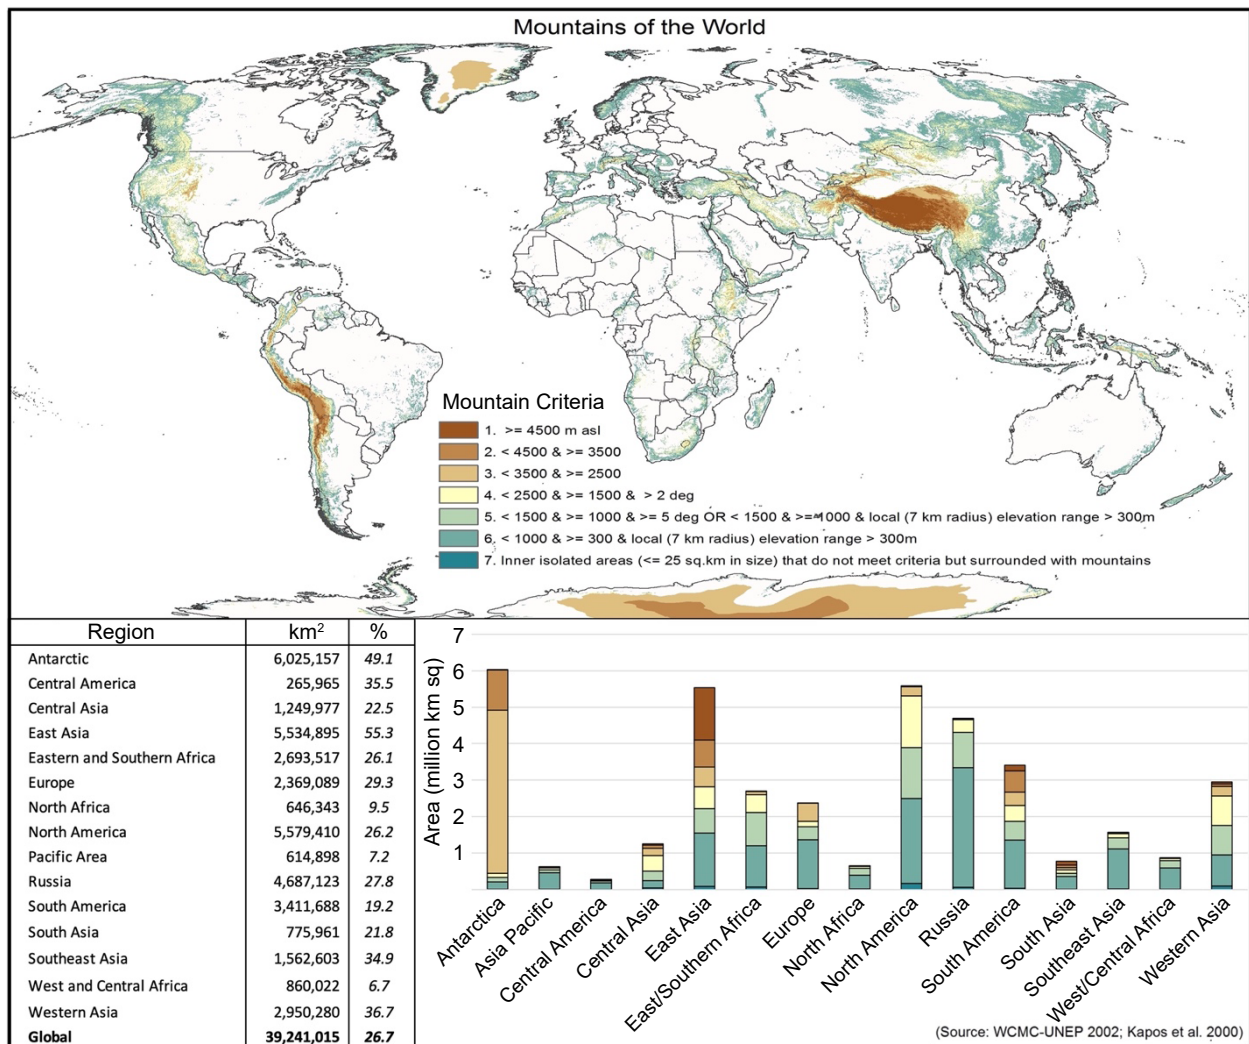 Mountains of the World
Mountain Criteria
1. >= 4500 m asl
2. < 4500 & >= 3500
3. < 3500 & >= 2500
4. < 2500 & >= 1500 & > 2 deg
5. < 1500 & >= 1000 & >= 5 deg OR < 1500 & >= 1000 & local (7 km radius) elevation range > 300m
6. < 1000 & >= 300 & local (7 km radius) elevation range > 300m
7. Inner isolated areas (<= 25 sq.km in size) that do not meet criteria but surrounded with mountains
Region km² %
Antarctic 6,025,157 49.1
Central America 265,965 35.5
Central Asia 1,249,977 22.5
East Asia 5,534,895 55.3
Eastern and Southern Africa 2,693,517 26.1
Europe 2,369,089 29.3
North Africa 646,343 9.5
North America 5,579,410 26.2
Pacific Area 614,898 7.2
Russia 4,687,123 27.8
South America 3,411,688 19.2
South Asia 775,961 21.8
Southeast Asia 1,562,603 34.9
West and Central Africa 860,022 6.7
Western Asia 2,950,280 36.7
Global 39,241,015 26.7
Area (million km sq)
7
6
5
4
3
2
1
Antarctica
Asia Pacific
Central America
Central Asia
East Asia
East/Southern Africa
Europe
North Africa
North America
Russia
South America
South Asia
Southeast Asia
West/Central Africa
Western Asia
(Source: WCMC-UNEP 2002; Kapos et al. 2000)